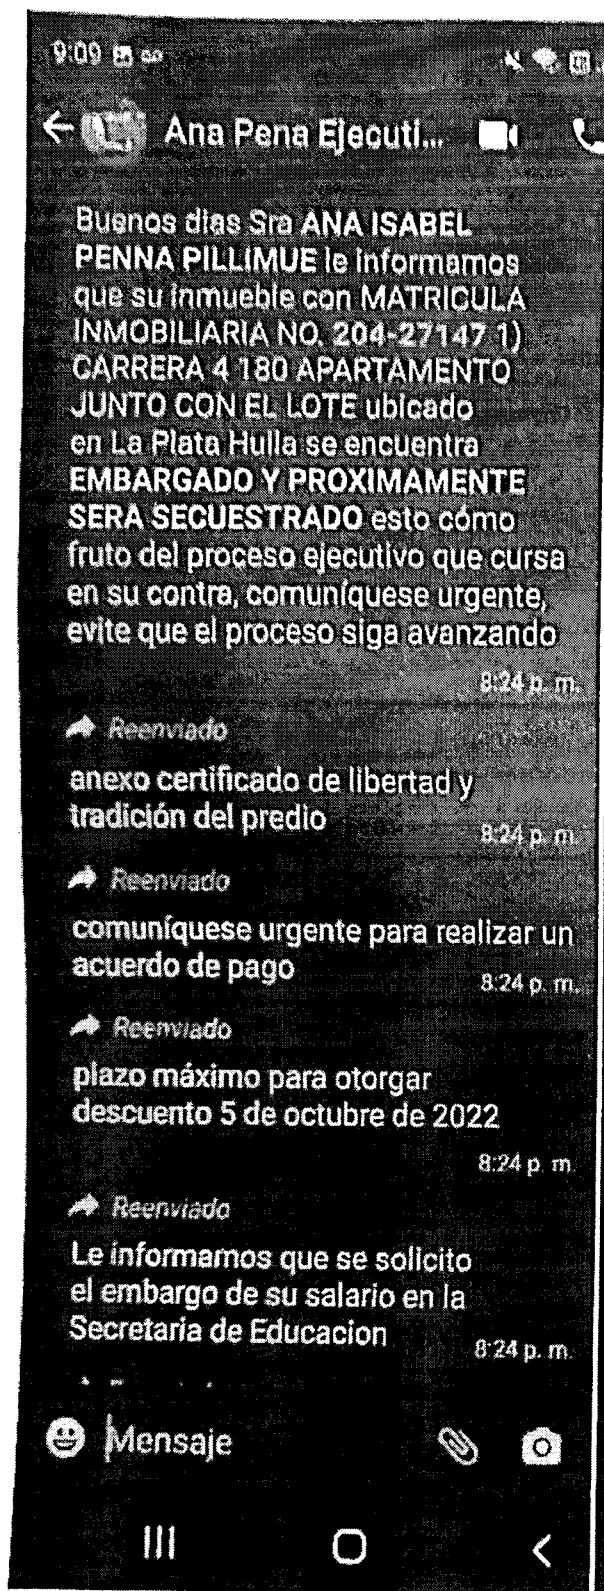 9:09
Ana Pena Ejecuti...
Buenos dias Sra ANA ISABEL
PENNA PILLIMUE le informamos
que su inmueble con MATRICULA
INMOBILIARIA NO. 204-27147 1)
CARRERA 4 180 APARTAMENTO
JUNTO CON EL LOTE ubicado
en La Plata Huila se encuentra
EMBARGADO Y PROXIMAMENTE
SERA SECUESTRADO esto cómo
fruto del proceso ejecutivo que cursa
en su contra, comuníquese urgente,
evite que el proceso siga avanzando
8:24 p. m.
Reenviado
anexo certificado de libertad y
tradición del predio
8:24 p. m.
Reenviado
comuníquese urgente para realizar un
acuerdo de pago
8:24 p. m.
Reenviado
plazo máximo para otorgar
descuento 5 de octubre de 2022
8:24 p. m.
Reenviado
Le informamos que se solicito
el embargo de su salario en la
Secretaria de Educacion
8:24 p. m.
Mensaje